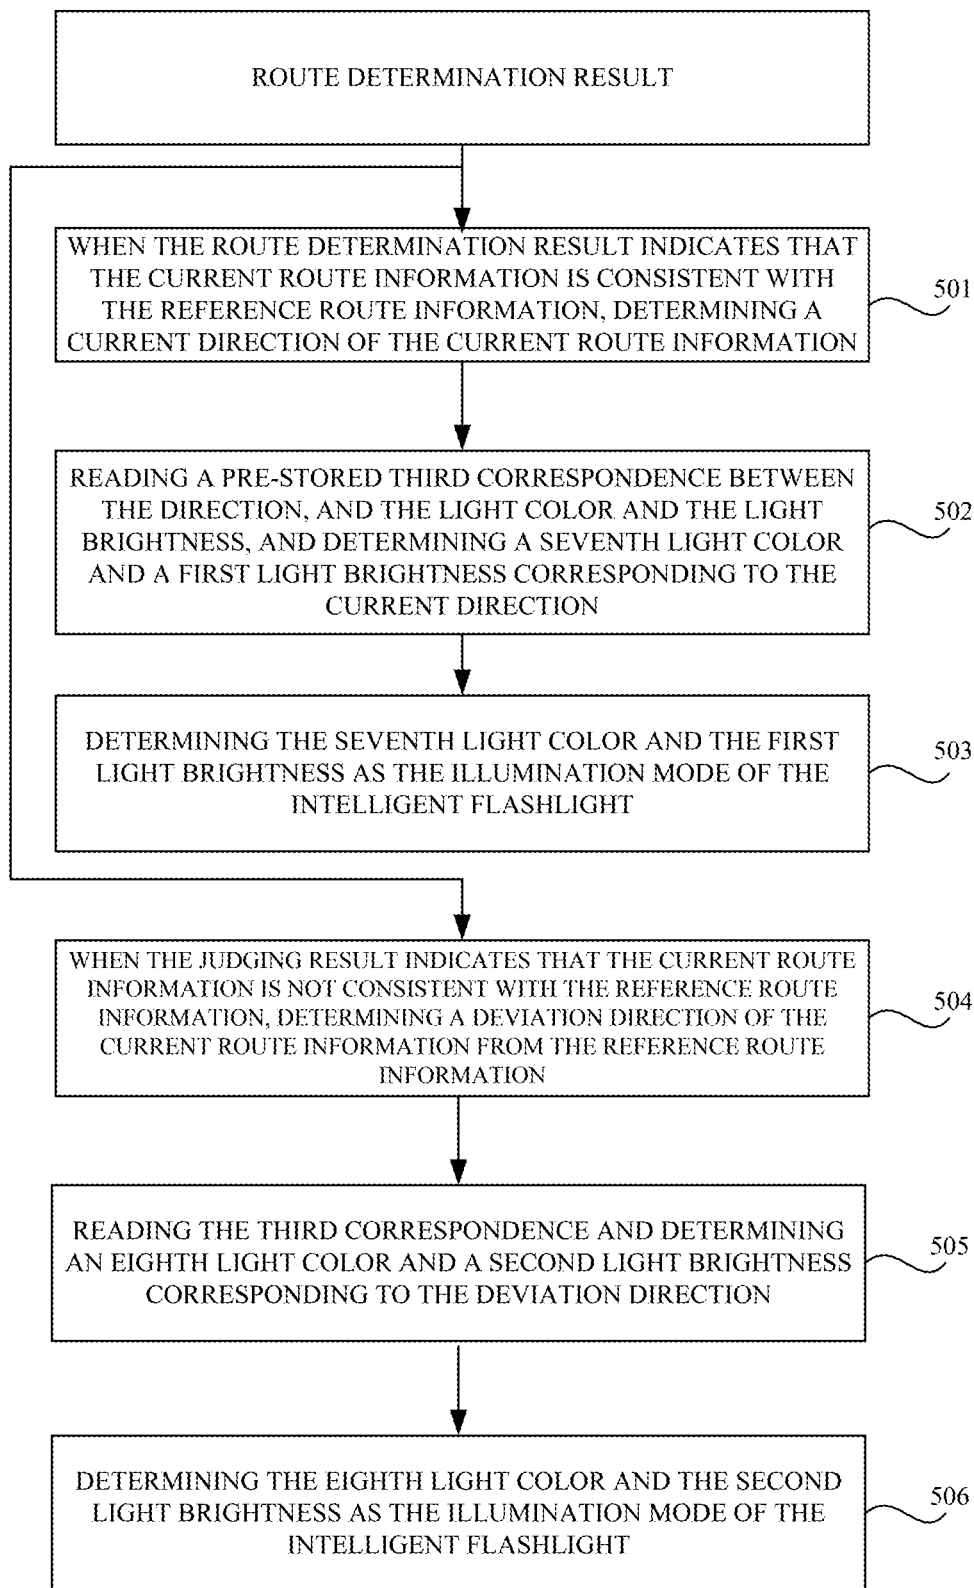 ROUTE DETERMINATION RESULT
WHEN THE ROUTE DETERMINATION RESULT INDICATES THAT
THE CURRENT ROUTE INFORMATION IS CONSISTENT WITH
THE REFERENCE ROUTE INFORMATION, DETERMINING A
CURRENT DIRECTION OF THE CURRENT ROUTE INFORMATION
501
READING A PRE-STORED THIRD CORRESPONDENCE BETWEEN
THE DIRECTION, AND THE LIGHT COLOR AND THE LIGHT
BRIGHTNESS, AND DETERMINING A SEVENTH LIGHT COLOR
AND A FIRST LIGHT BRIGHTNESS CORRESPONDING TO THE
CURRENT DIRECTION
502
DETERMINING THE SEVENTH LIGHT COLOR AND THE FIRST
LIGHT BRIGHTNESS AS THE ILLUMINATION MODE OF THE
INTELLIGENT FLASHLIGHT
503
WHEN THE JUDGING RESULT INDICATES THAT THE CURRENT ROUTE
INFORMATION IS NOT CONSISTENT WITH THE REFERENCE ROUTE
INFORMATION, DETERMINING A DEVIATION DIRECTION OF THE
CURRENT ROUTE INFORMATION FROM THE REFERENCE ROUTE
INFORMATION
504
READING THE THIRD CORRESPONDENCE AND DETERMINING
AN EIGHTH LIGHT COLOR AND A SECOND LIGHT BRIGHTNESS
CORRESPONDING TO THE DEVIATION DIRECTION
505
DETERMINING THE EIGHTH LIGHT COLOR AND THE SECOND
LIGHT BRIGHTNESS AS THE ILLUMINATION MODE OF THE
INTELLIGENT FLASHLIGHT
506